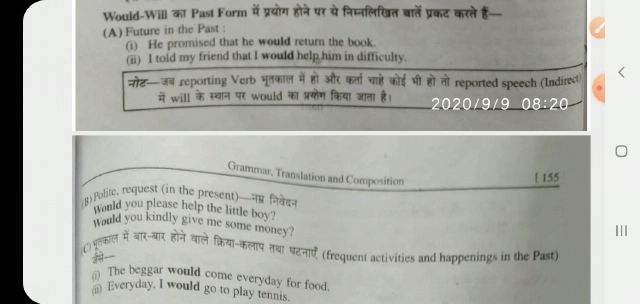 Would-Will का Past Form में प्रयोग होने पर ये निम्नलिखित बातें प्रकट करते हैं—
(A) Future in the Past :
(i) He promised that he would return the book.
(ii) I told my friend that I would help him in difficulty.
नोट—जब reporting Verb भूतकाल में हो और कर्ता चाहे कोई भी हो तो reported speech (Indirect
में will के स्थान पर would का प्रयोग किया जाता है।
2020/9/9 08:20
Grammar, Translation and Composition [ 155
(B) Polite, request (in the present)—नम्र निवेदन
Would you please help the little boy?
Would you kindly give me some money?
(C) भूतकाल में बार-बार होने वाले क्रिया-कलाप तथा घटनाएँ (frequent activities and happenings in the Past)
जैसे—
(i) The beggar would come everyday for food.
(ii) Everyday, I would go to play tennis.